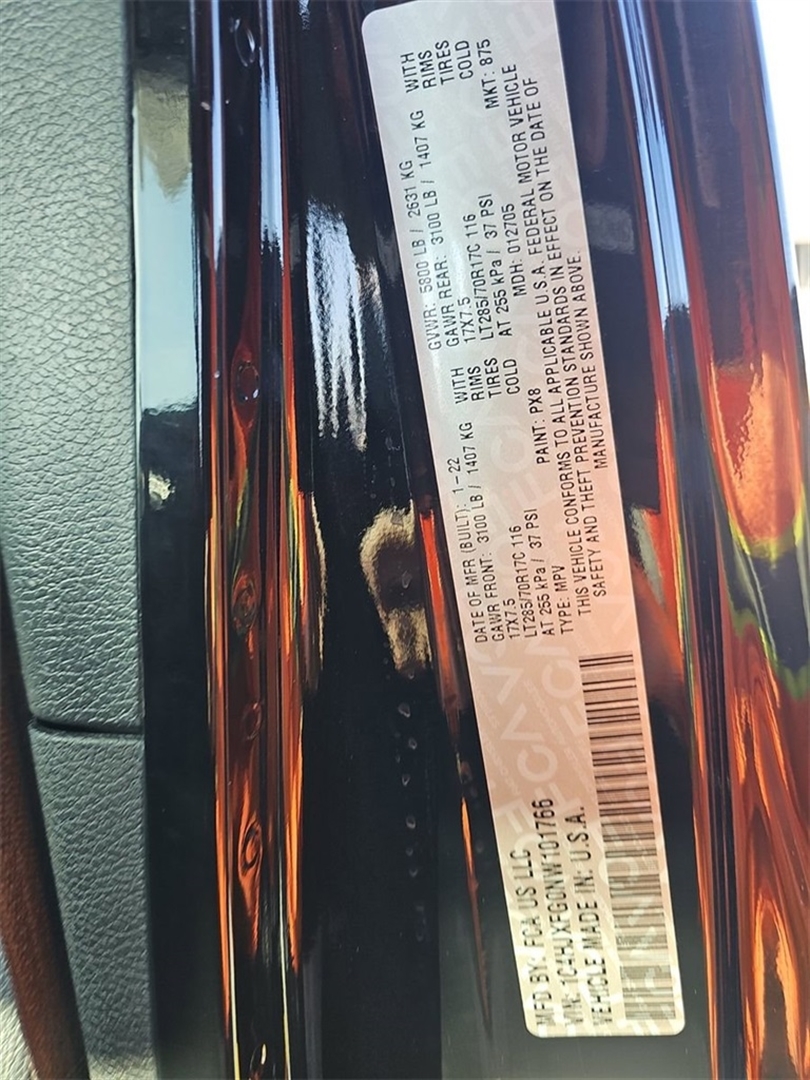 MFD BY: FCA US LLC
VIN: 1C4HJXFG0NW101766
VEHICLE MADE IN: U.S.A.
DATE OF MFR (BUILT): 1-22
GVWR: 5800 LB / 2631 KG
GAWR FRONT: 3100 LB / 1407 KG WITH
17X7.5 RIMS
LT285/70R17C 116 TIRES
AT 255 kPa / 37 PSI COLD
GAWR REAR: 3100 LB / 1407 KG WITH
17X7.5 RIMS
LT285/70R17C 116 TIRES
AT 255 kPa / 37 PSI COLD
TYPE: MPV PAINT: PX8 MDH: 012705 MKT: 875
THIS VEHICLE CONFORMS TO ALL APPLICABLE U.S.A. FEDERAL MOTOR VEHICLE
SAFETY AND THEFT PREVENTION STANDARDS IN EFFECT ON THE DATE OF
MANUFACTURE SHOWN ABOVE.